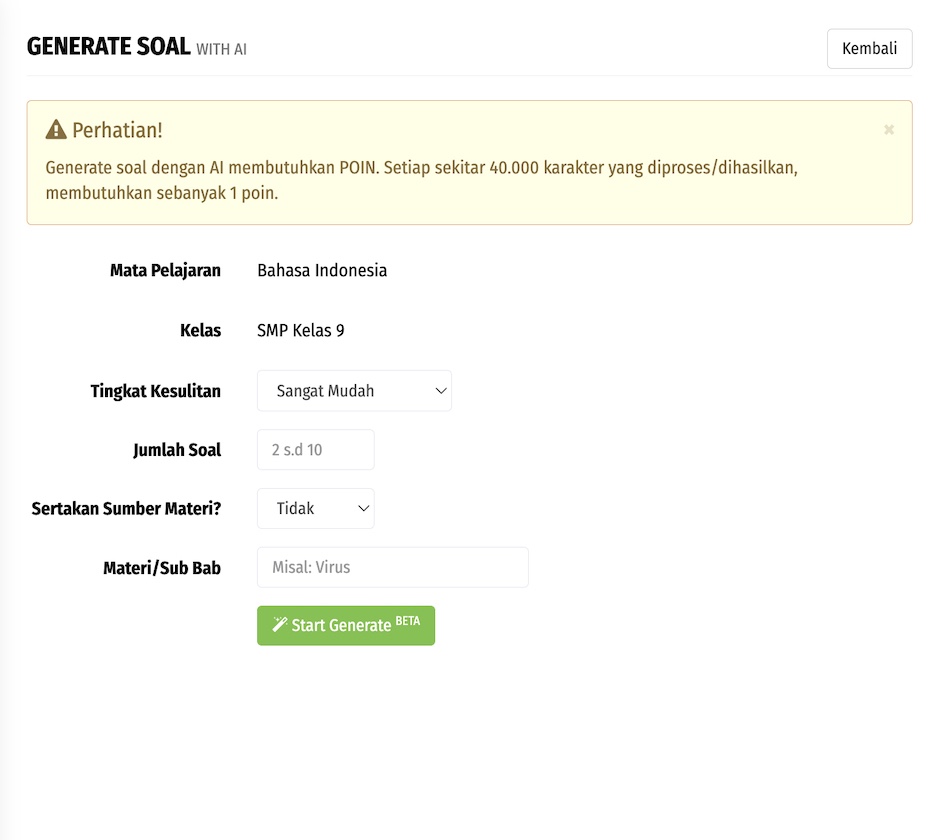 GENERATE SOAL WITH AI
Kembali
Perhatian!
×
Generate soal dengan AI membutuhkan POIN. Setiap sekitar 40.000 karakter yang diproses/dihasilkan,
membutuhkan sebanyak 1 poin.
Mata Pelajaran Bahasa Indonesia
Kelas SMP Kelas 9
Tingkat Kesulitan Sangat Mudah
Jumlah Soal 2 s.d 10
Sertakan Sumber Materi? Tidak
Materi/Sub Bab Misal: Virus
Start Generate BETA